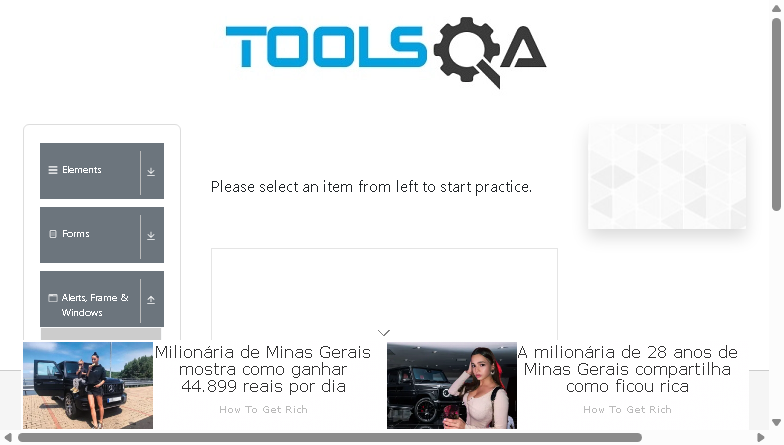 TOOLSQA
Elements
Please select an item from left to start practice.
Forms
Alerts, Frame &
Windows
Milionária de Minas Gerais
mostra como ganhar
44.899 reais por dia
How To Get Rich
A milionária de 28 anos de
Minas Gerais compartilha
como ficou rica
How To Get Rich